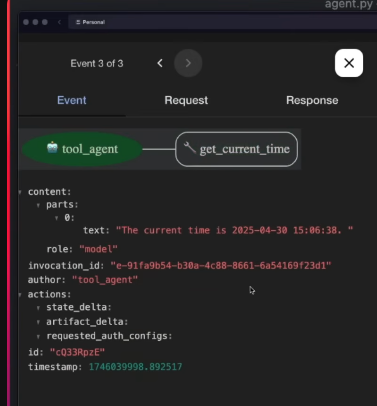 agent.py
Personal
Event 3 of 3
Event Request Response
tool_agent get_current_time
content:
parts:
0:
text: "The current time is 2025-04-30 15:06:38. "
role: "model"
invocation_id: "e-91fa9b54-b30a-4c88-8661-6a54169f23d1"
author: "tool_agent"
actions:
state_delta:
artifact_delta:
requested_auth_configs:
id: "cQ33RpzE"
timestamp: 1746039998.892517